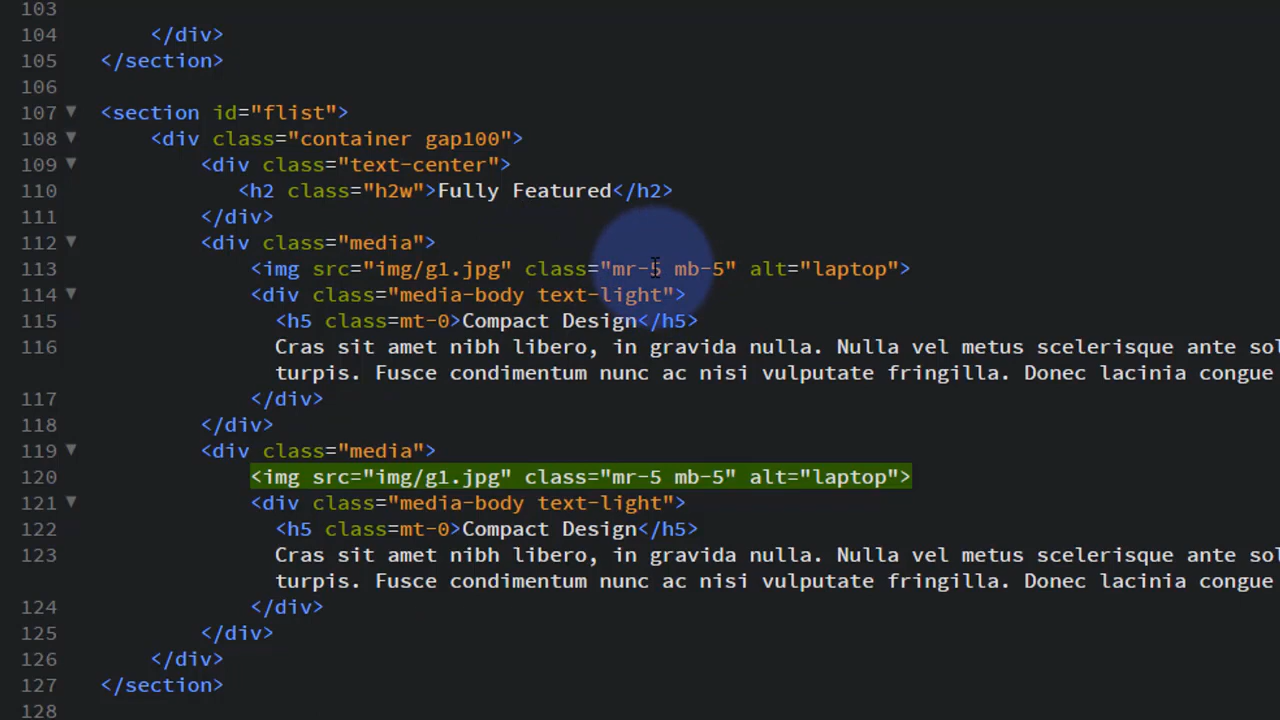 103
104 </div>
105 </section>
106
107 <section id="flist">
108 <div class="container gap100">
109 <div class="text-center">
110 <h2 class="h2w">Fully Featured</h2>
111 </div>
112 <div class="media">
113 <img src="img/g1.jpg" class="mr-5 mb-5" alt="laptop">
114 <div class="media-body text-light">
115 <h5 class=mt-0>Compact Design</h5>
116 Cras sit amet nibh libero, in gravida nulla. Nulla vel metus scelerisque ante sol
turpis. Fusce condimentum nunc ac nisi vulputate fringilla. Donec lacinia congue
117 </div>
118 </div>
119 <div class="media">
120 <img src="img/g1.jpg" class="mr-5 mb-5" alt="laptop">
121 <div class="media-body text-light">
122 <h5 class=mt-0>Compact Design</h5>
123 Cras sit amet nibh libero, in gravida nulla. Nulla vel metus scelerisque ante sol
turpis. Fusce condimentum nunc ac nisi vulputate fringilla. Donec lacinia congue
124 </div>
125 </div>
126 </div>
127 </section>
128